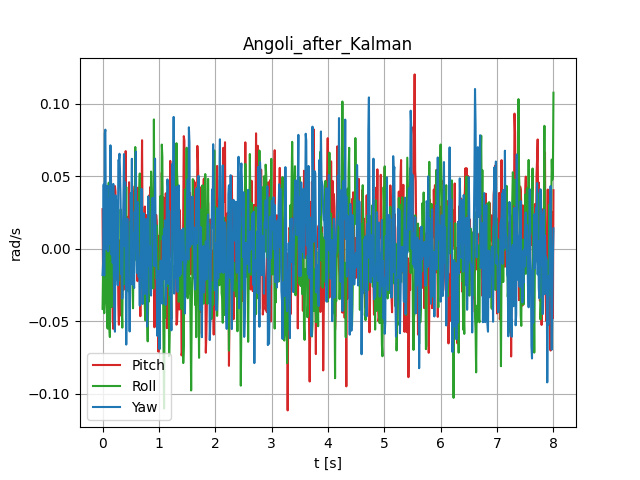 Angoli_after_Kalman
rad/s
0.10
0.05
0.00
−0.05
−0.10
Pitch
Roll
Yaw
0 1 2 3 4 5 6 7 8
t [s]